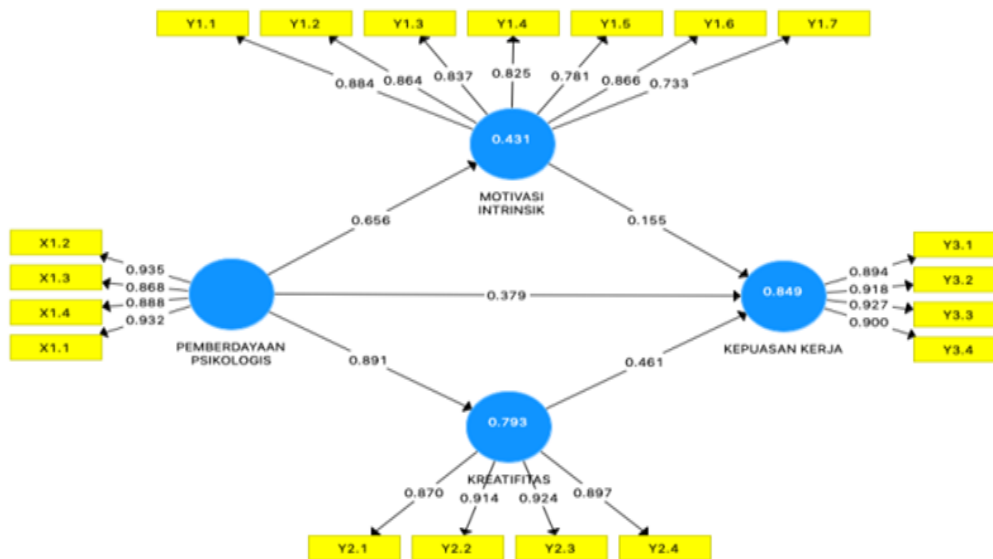 Y1.1 Y1.2 Y1.3 Y1.4 Y1.5 Y1.6 Y1.7
0.884 0.864 0.837 0.825 0.781 0.866 0.733
0.431
MOTIVASI
INTRINSIK
0.656
0.155
X1.2
X1.3
X1.4
X1.1
0.935
0.868
0.888
0.932
PEMBERDAYAAN
PSIKOLOGIS
0.379
0.849
KEPUASAN KERJA
0.894
0.918
0.927
0.900
Y3.1
Y3.2
Y3.3
Y3.4
0.891
0.461
0.793
KREATIFITAS
0.870 0.914 0.924 0.897
Y2.1 Y2.2 Y2.3 Y2.4